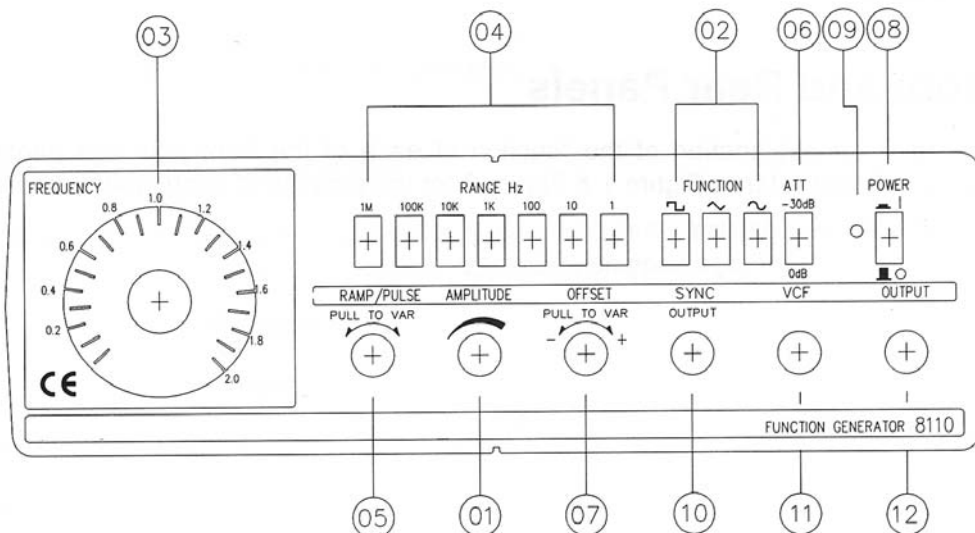 03 04 02 06 09 08
FREQUENCY
RANGE Hz
FUNCTION
ATT
POWER
1M 100K 10K 1K 100 10 1
-30dB
0dB
0.2
0.4
0.6
0.8
1.0
1.2
1.4
1.6
1.8
2.0
CE
RAMP/PULSE AMPLITUDE OFFSET SYNC VCF OUTPUT
PULL TO VAR
PULL TO VAR
OUTPUT
- +
FUNCTION GENERATOR 8110
05 01 07 10 11 12